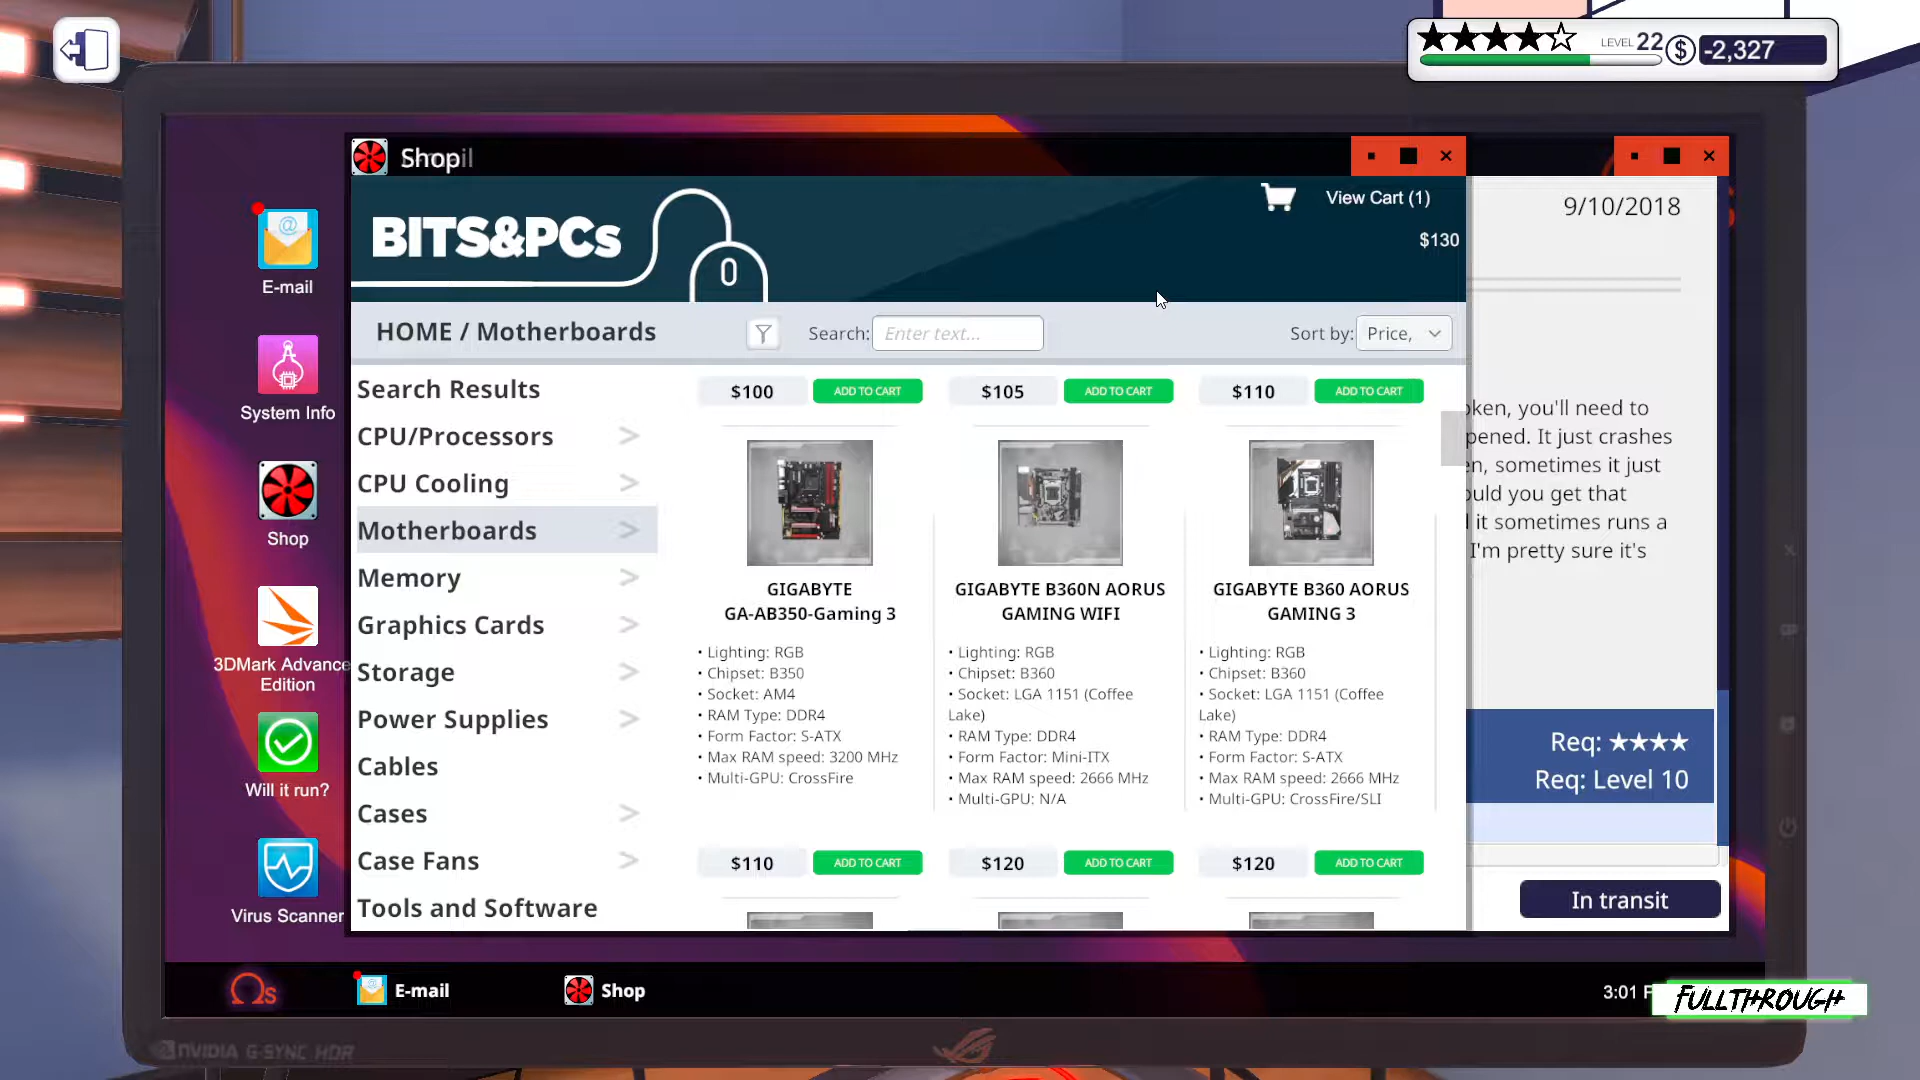 LEVEL 22
$ -2,327
Shop
View Cart (1)
$130
BITS&PCs
HOME / Motherboards
Search: Enter text...
Sort by: Price,
9/10/2018
E-mail
System Info
Shop
3DMark Advance
Edition
Will it run?
Virus Scanner
Search Results
CPU/Processors >
CPU Cooling >
Motherboards >
Memory >
Graphics Cards >
Storage >
Power Supplies >
Cables
Cases >
Case Fans >
Tools and Software
$100 ADD TO CART
$105 ADD TO CART
$110 ADD TO CART
GIGABYTE
GA-AB350-Gaming 3
• Lighting: RGB
• Chipset: B350
• Socket: AM4
• RAM Type: DDR4
• Form Factor: S-ATX
• Max RAM speed: 3200 MHz
• Multi-GPU: CrossFire
$110 ADD TO CART
GIGABYTE B360N AORUS
GAMING WIFI
• Lighting: RGB
• Chipset: B360
• Socket: LGA 1151 (Coffee
Lake)
• RAM Type: DDR4
• Form Factor: Mini-ITX
• Max RAM speed: 2666 MHz
• Multi-GPU: N/A
$120 ADD TO CART
GIGABYTE B360 AORUS
GAMING 3
• Lighting: RGB
• Chipset: B360
• Socket: LGA 1151 (Coffee
Lake)
• RAM Type: DDR4
• Form Factor: S-ATX
• Max RAM speed: 2666 MHz
• Multi-GPU: CrossFire/SLI
$120 ADD TO CART
you'll need to
It just crashes
sometimes it just
you get that
it sometimes runs a
I'm pretty sure it's
Req: ★★★★
Req: Level 10
In transit
Ωs
E-mail
Shop
3:01
FULLTHROUGH
NVIDIA G-SYNC HDR